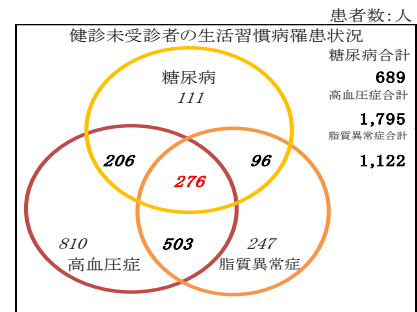 患者数:人
健診未受診者の生活習慣病罹患状況
糖尿病合計
689
高血圧症合計
1,795
脂質異常症合計
1,122
糖尿病
111
206
96
276
503
810
高血圧症
247
脂質異常症